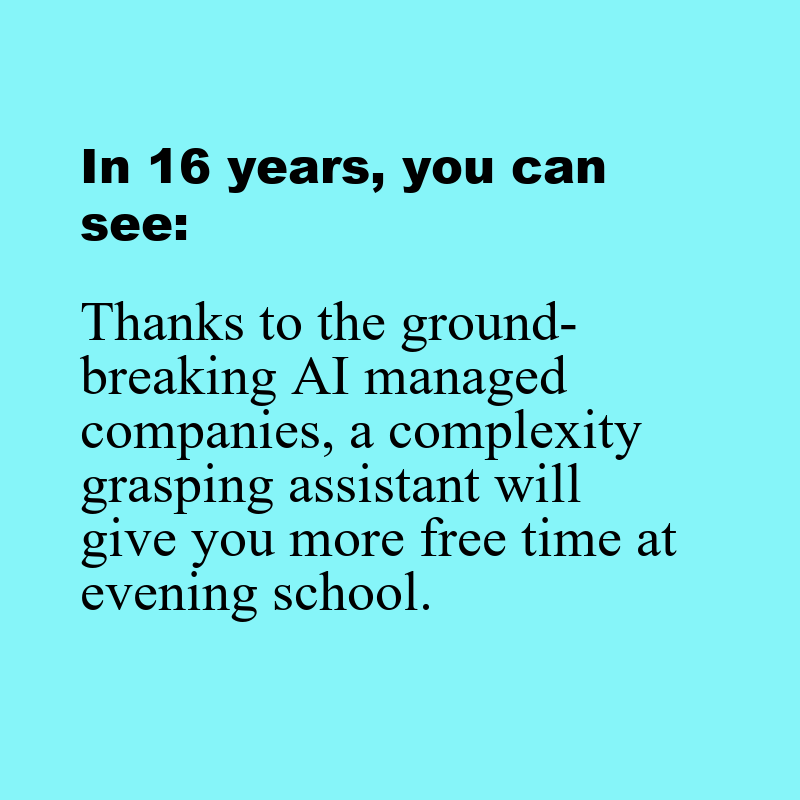 In 16 years, you can
see:
Thanks to the ground-
breaking AI managed
companies, a complexity
grasping assistant will
give you more free time at
evening school.